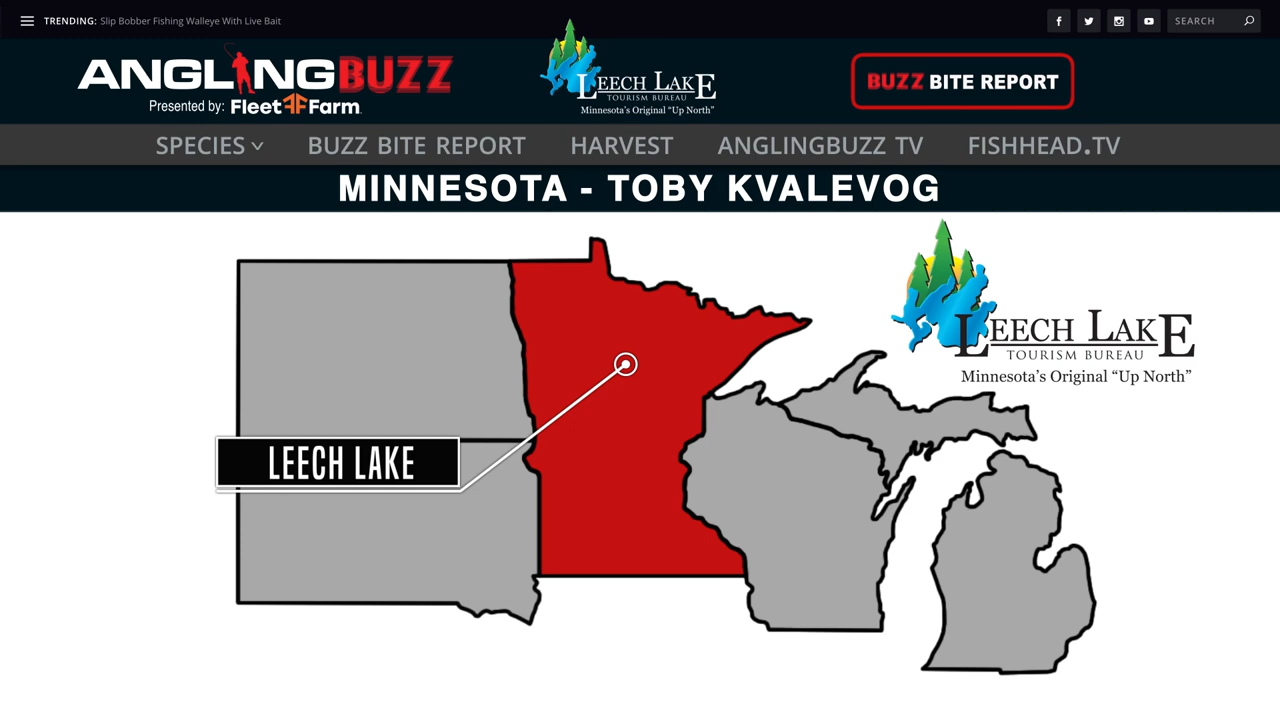 TRENDING: Slip Bobber Fishing Walleye With Live Bait
SEARCH
ANGLINGBUZZ
Presented by: Fleet Farm.
LEECH LAKE
TOURISM BUREAU
Minnesota's Original "Up North"
BUZZ BITE REPORT
SPECIES BUZZ BITE REPORT HARVEST ANGLINGBUZZ TV FISHHEAD.TV
MINNESOTA - TOBY KVALEVOG
LEECH LAKE
TOURISM BUREAU
Minnesota's Original "Up North"
LEECH LAKE